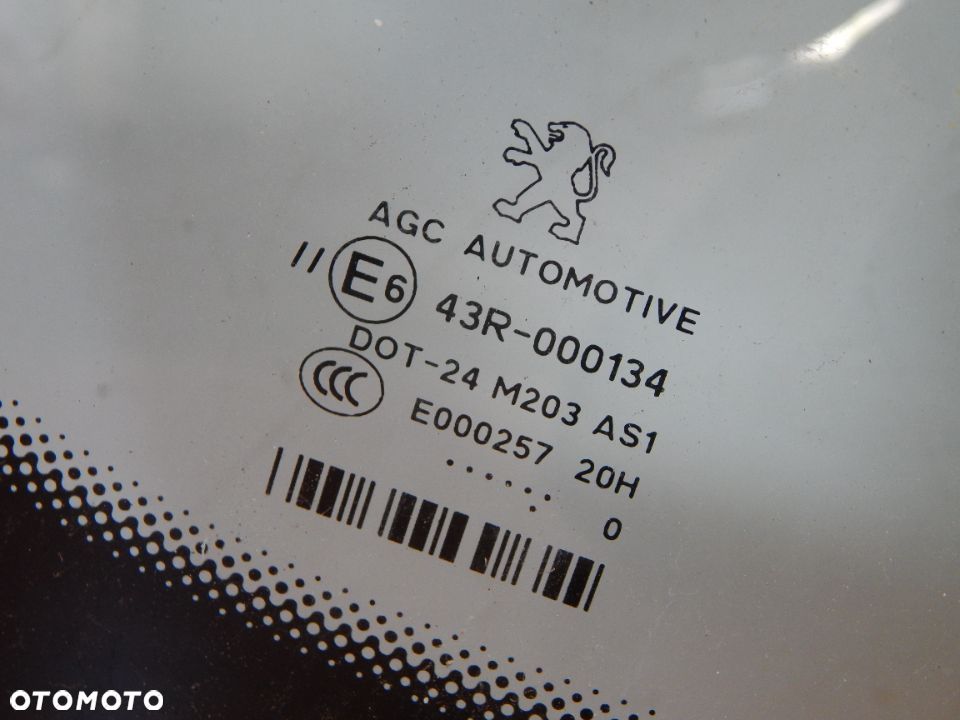 AGC AUTOMOTIVE
// E6 43R-000134
DOT-24 M203 AS1
CCC E000257 20H
...... 0
.
OTOMOTO